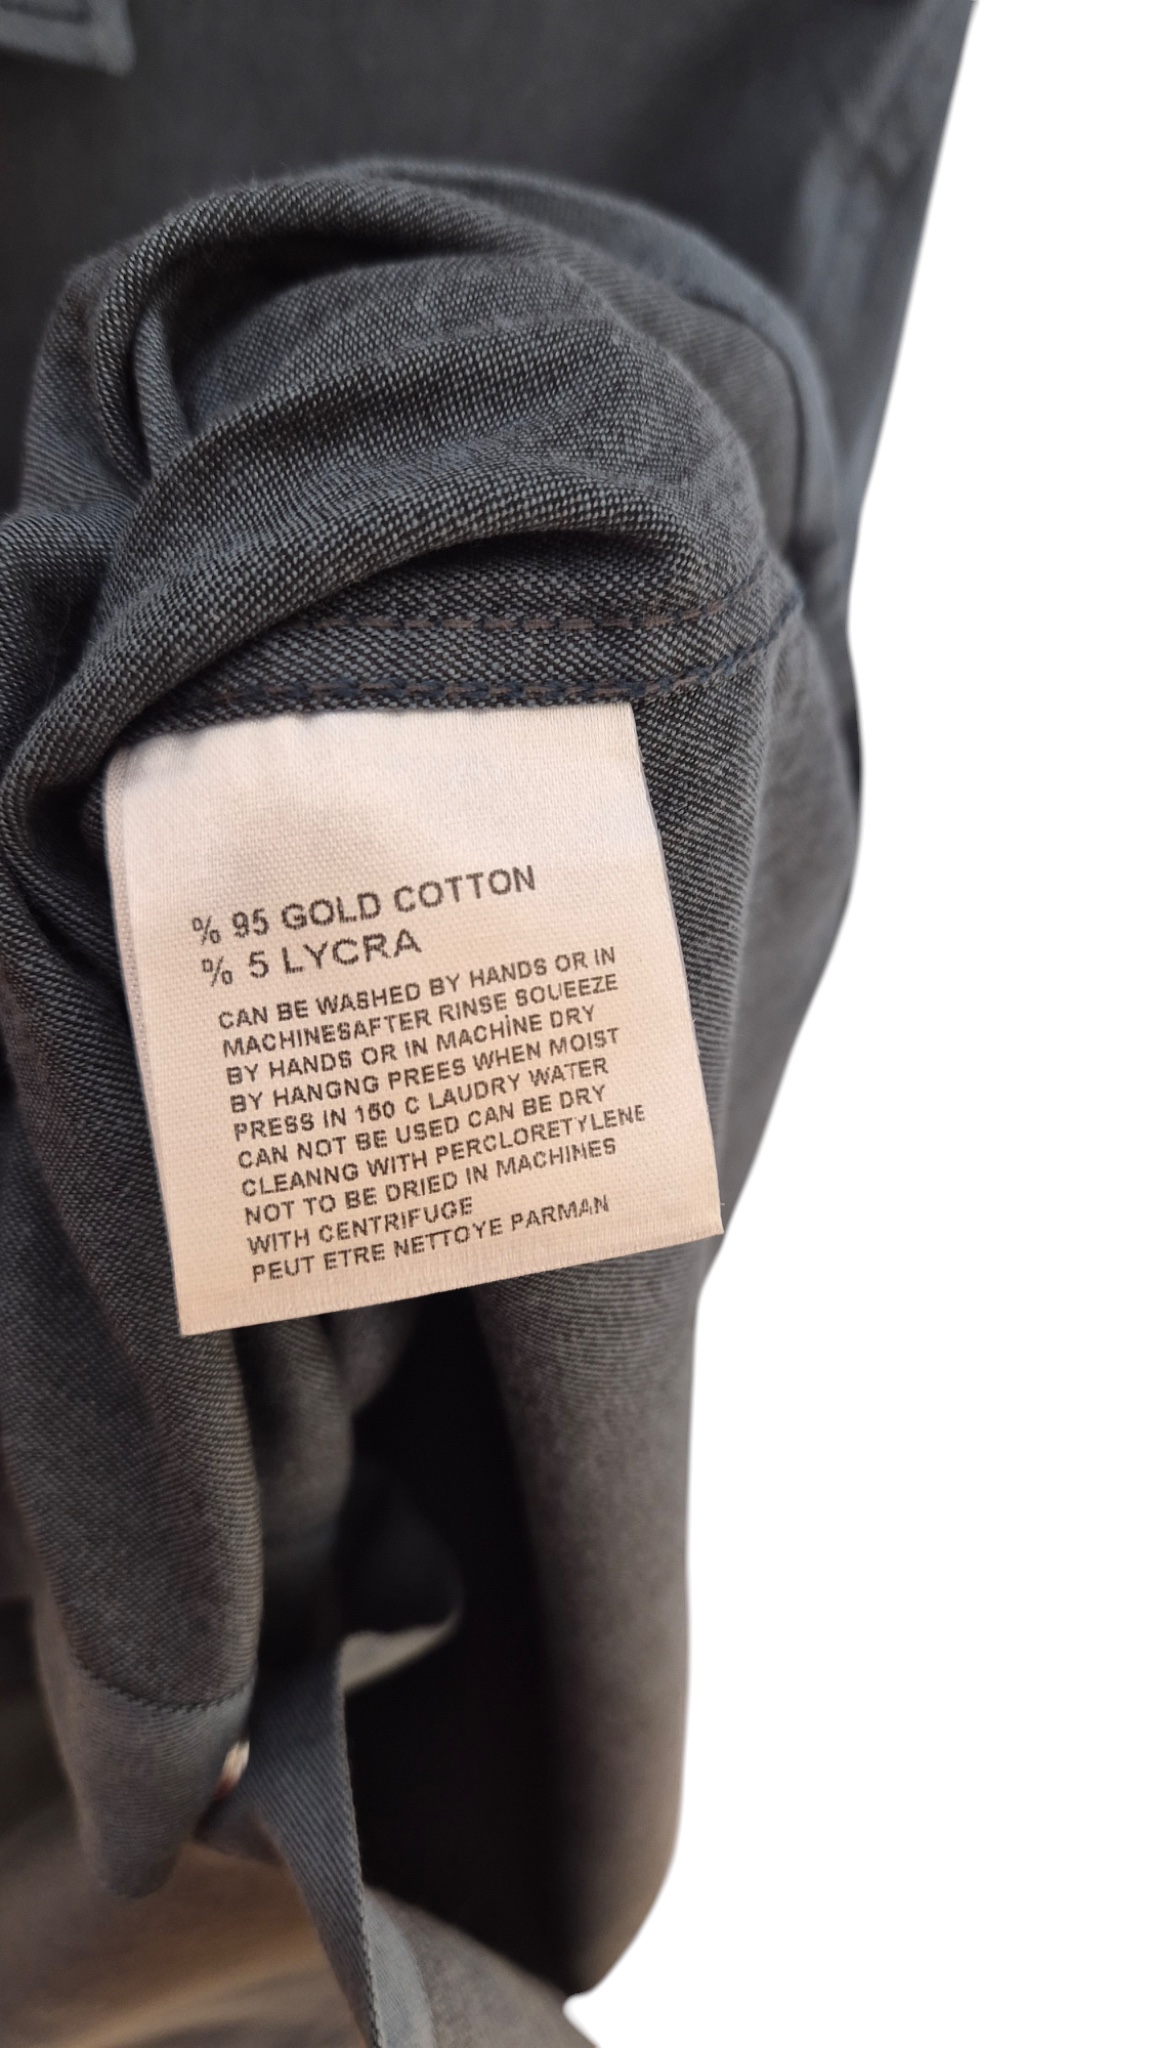 % 95 GOLD COTTON
% 5 LYCRA
CAN BE WASHED BY HANDS OR IN
MACHINESAFTER RINSE SQUEEZE
BY HANDS OR IN MACHİNE DRY
BY HANGNG PREES WHEN MOIST
PRESS IN 150 C LAUDRY WATER
CAN NOT BE USED CAN BE DRY
CLEANNG WITH PERCLORETYLENE
NOT TO BE DRIED IN MACHINES
WITH CENTRIFUGE
PEUT ETRE NETTOYE PARMAN